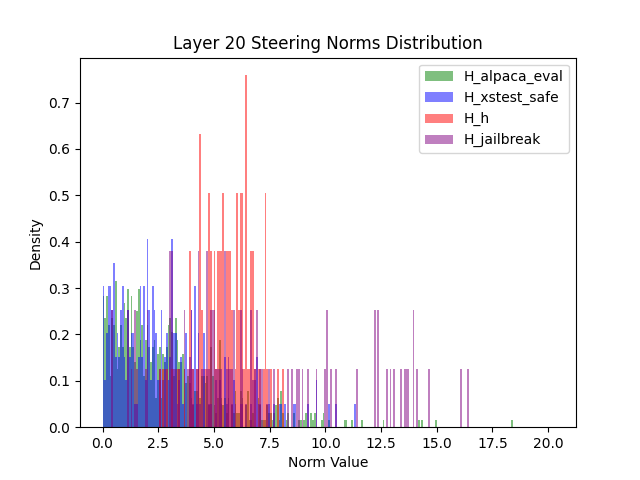 Layer 20 Steering Norms Distribution
H_alpaca_eval
H_xstest_safe
H_h
H_jailbreak
Density
0.7
0.6
0.5
0.4
0.3
0.2
0.1
0.0
0.0 2.5 5.0 7.5 10.0 12.5 15.0 17.5 20.0
Norm Value